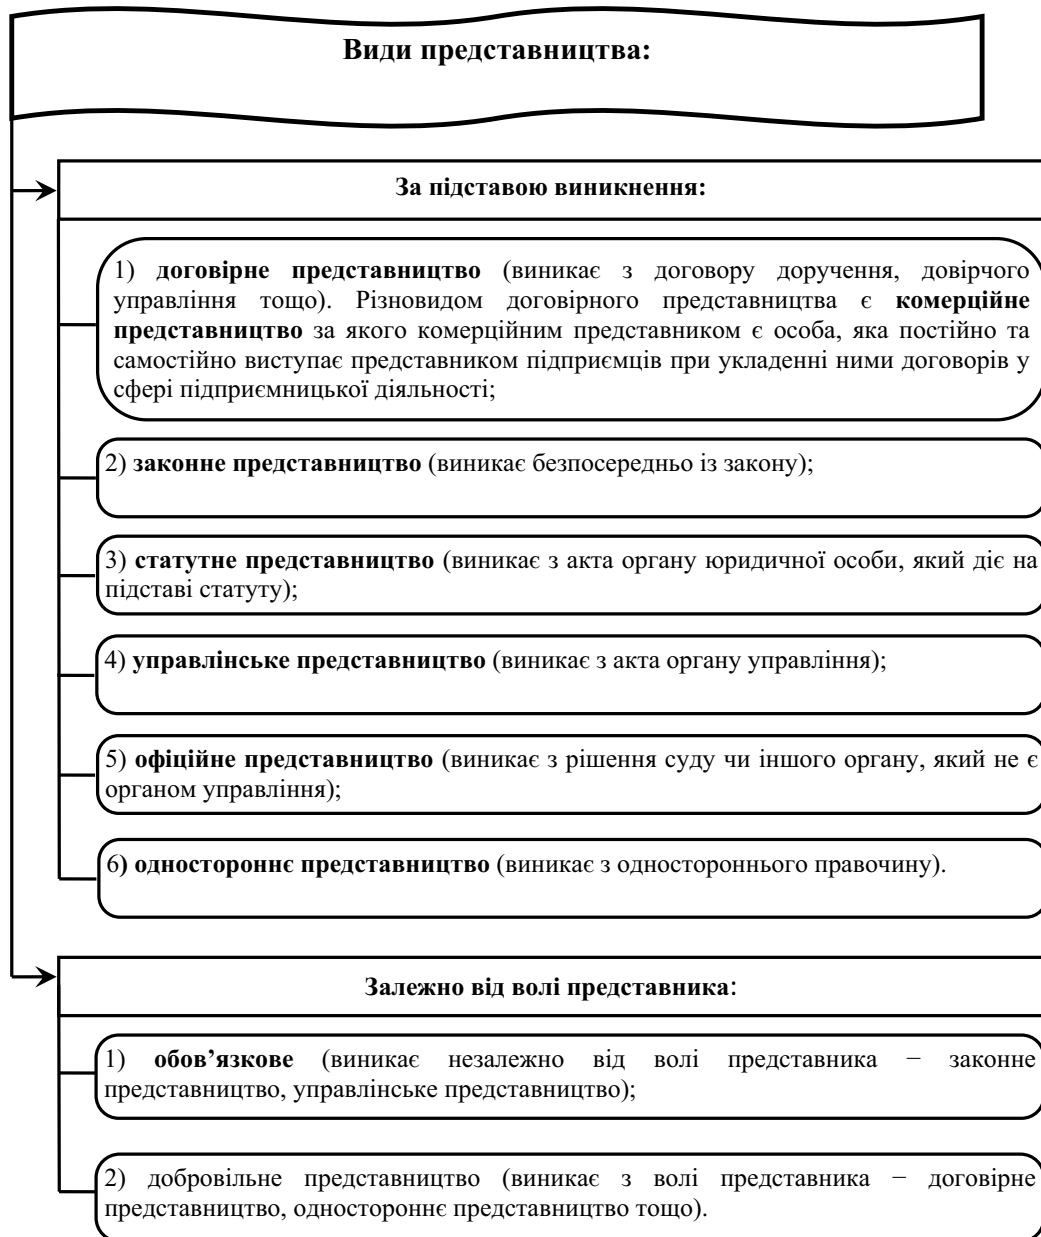 Види представництва:
За підставою виникнення:
1) договірне представництво (виникає з договору доручення, довірчого
управління тощо). Різновидом договірного представництва є комерційне
представництво за якого комерційним представником є особа, яка постійно та
самостійно виступає представником підприємців при укладенні ними договорів у
сфері підприємницької діяльності;
2) законне представництво (виникає безпосередньо із закону);
3) статутне представництво (виникає з акта органу юридичної особи, який діє на
підставі статуту);
4) управлінське представництво (виникає з акта органу управління);
5) офіційне представництво (виникає з рішення суду чи іншого органу, який не є
органом управління);
6) одностороннє представництво (виникає з одностороннього правочину).
Залежно від волі представника:
1) обов’язкове (виникає незалежно від волі представника − законне
представництво, управлінське представництво);
2) добровільне представництво (виникає з волі представника − договірне
представництво, одностороннє представництво тощо).